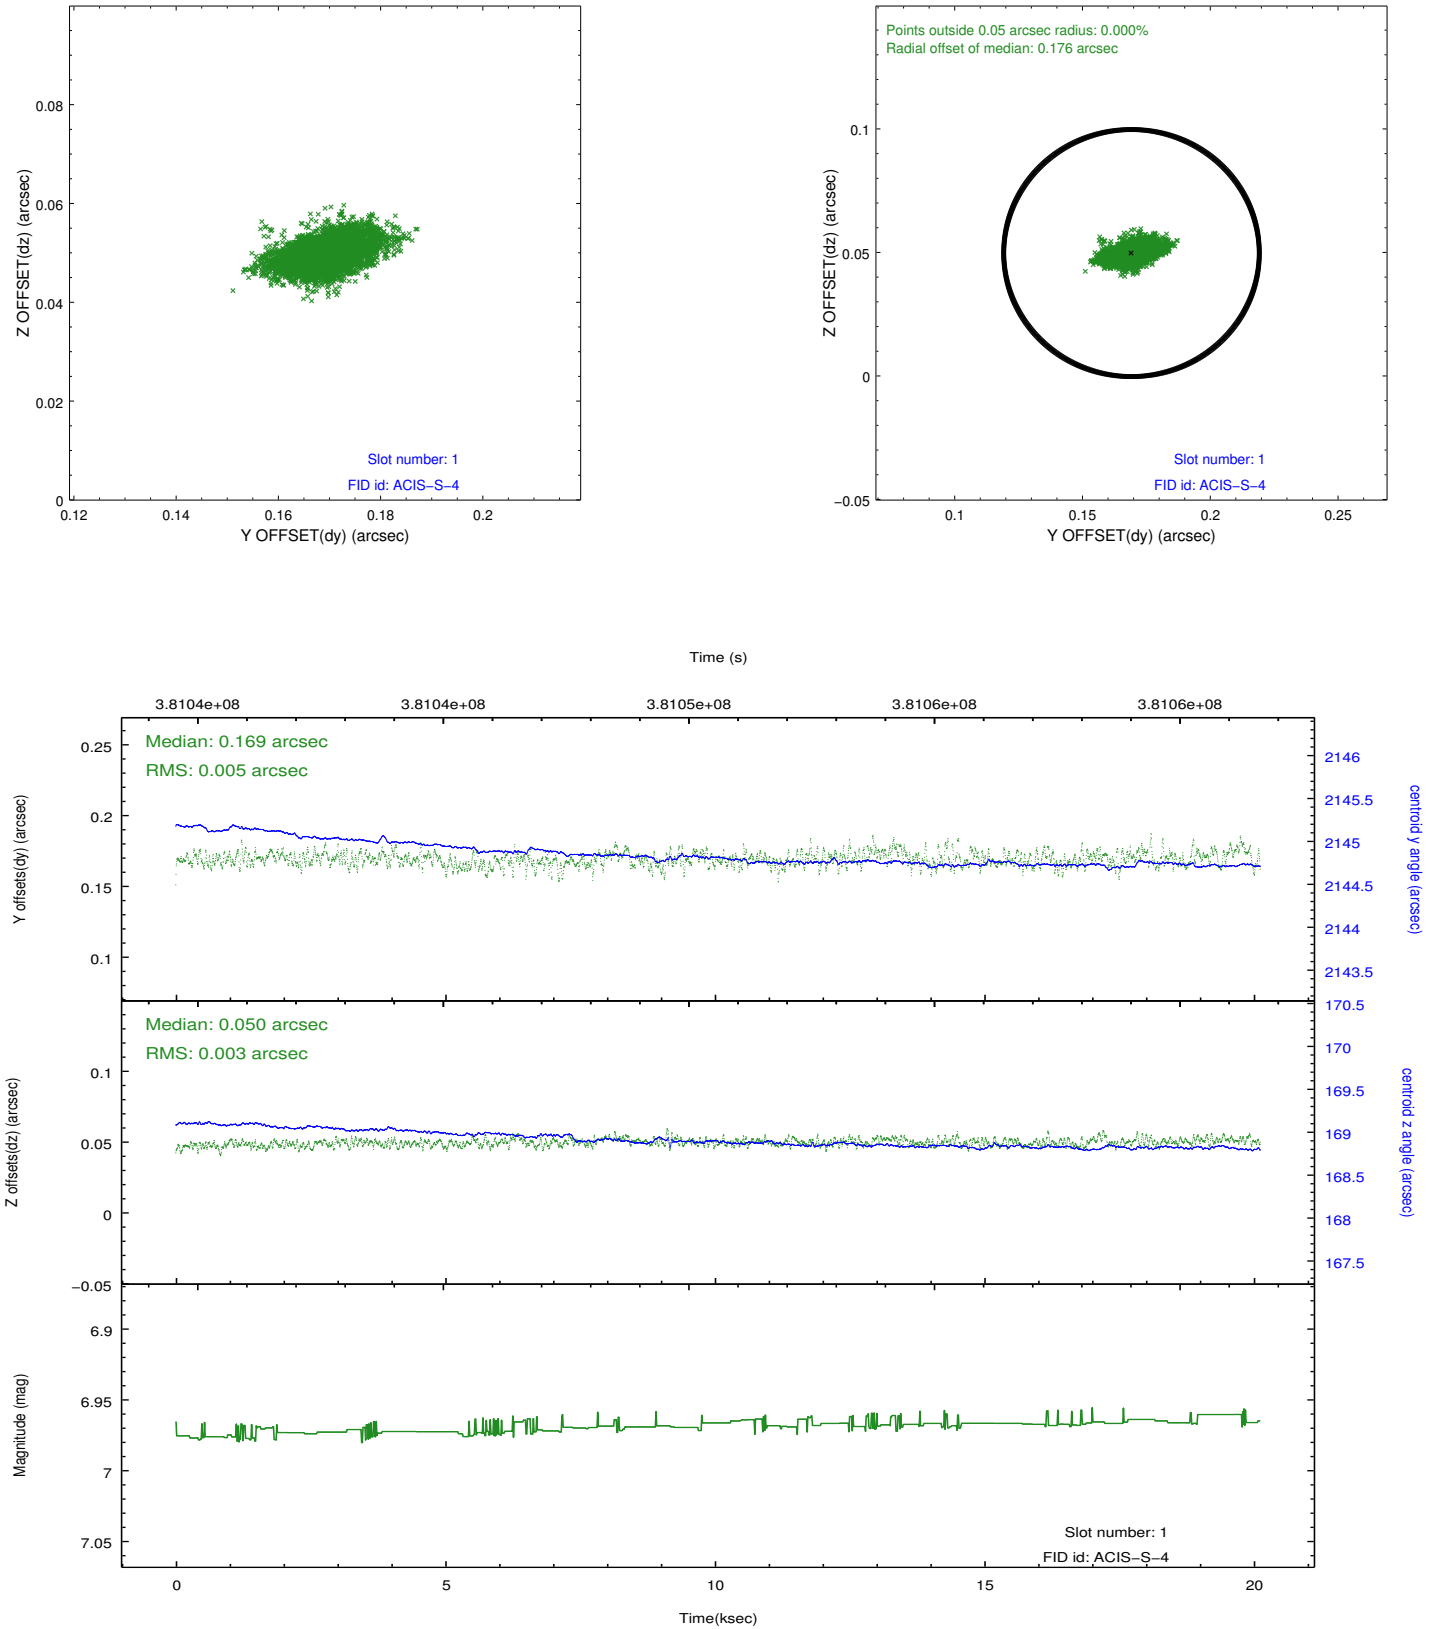 0.08
0.06
0.04
0.02
0
0.12
0.14
0.16
0.18
0.2
Z OFFSET(dz) (arcsec)
Y OFFSET(dy) (arcsec)
Slot number: 1
FID id: ACIS−S−4
Points outside 0.05 arcsec radius: 0.000%
Radial offset of median: 0.176 arcsec
0.1
0.05
0
−0.05
0.1
0.15
0.2
0.25
Z OFFSET(dz) (arcsec)
Y OFFSET(dy) (arcsec)
Slot number: 1
FID id: ACIS−S−4
Time (s)
3.8104e+08
3.8104e+08
3.8105e+08
3.8106e+08
3.8106e+08
Median: 0.169 arcsec
RMS: 0.005 arcsec
0.25
0.2
0.15
0.1
Y offsets(dy) (arcsec)
2146
2145.5
2145
2144.5
2144
2143.5
centroid y angle (arcsec)
Median: 0.050 arcsec
RMS: 0.003 arcsec
0.1
0.05
0
−0.05
Z offsets(dz) (arcsec)
170.5
170
169.5
169
168.5
168
167.5
centroid z angle (arcsec)
6.9
6.95
7
7.05
Magnitude (mag)
Slot number: 1
FID id: ACIS−S−4
0
5
10
15
20
Time(ksec)